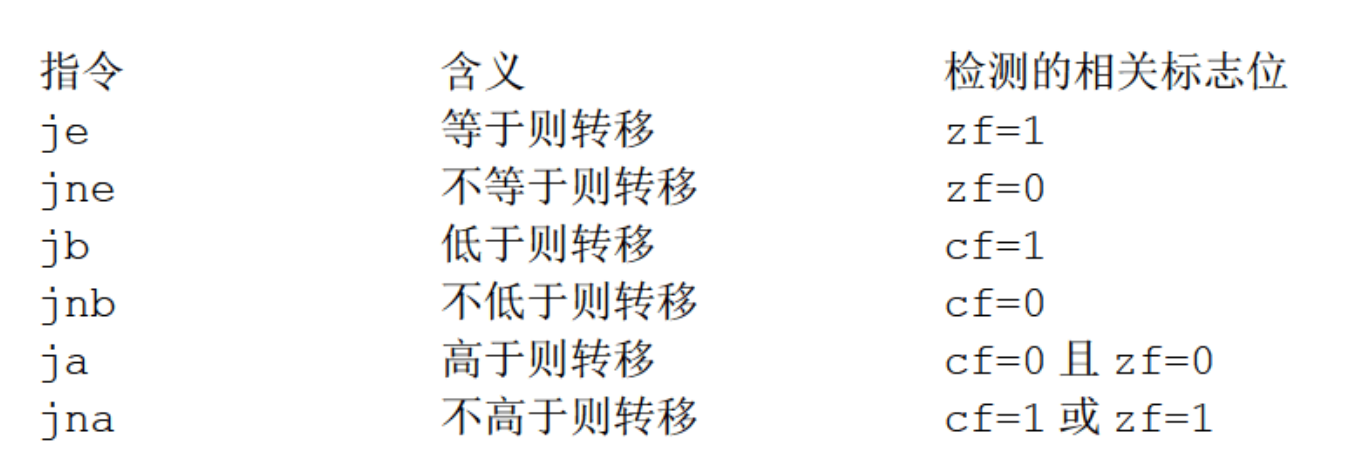 指令 含义 检测的相关标志位
je 等于则转移 zf=1
jne 不等于则转移 zf=0
jb 低于则转移 cf=1
jnb 不低于则转移 cf=0
ja 高于则转移 cf=0 且 zf=0
jna 不高于则转移 cf=1 或 zf=1